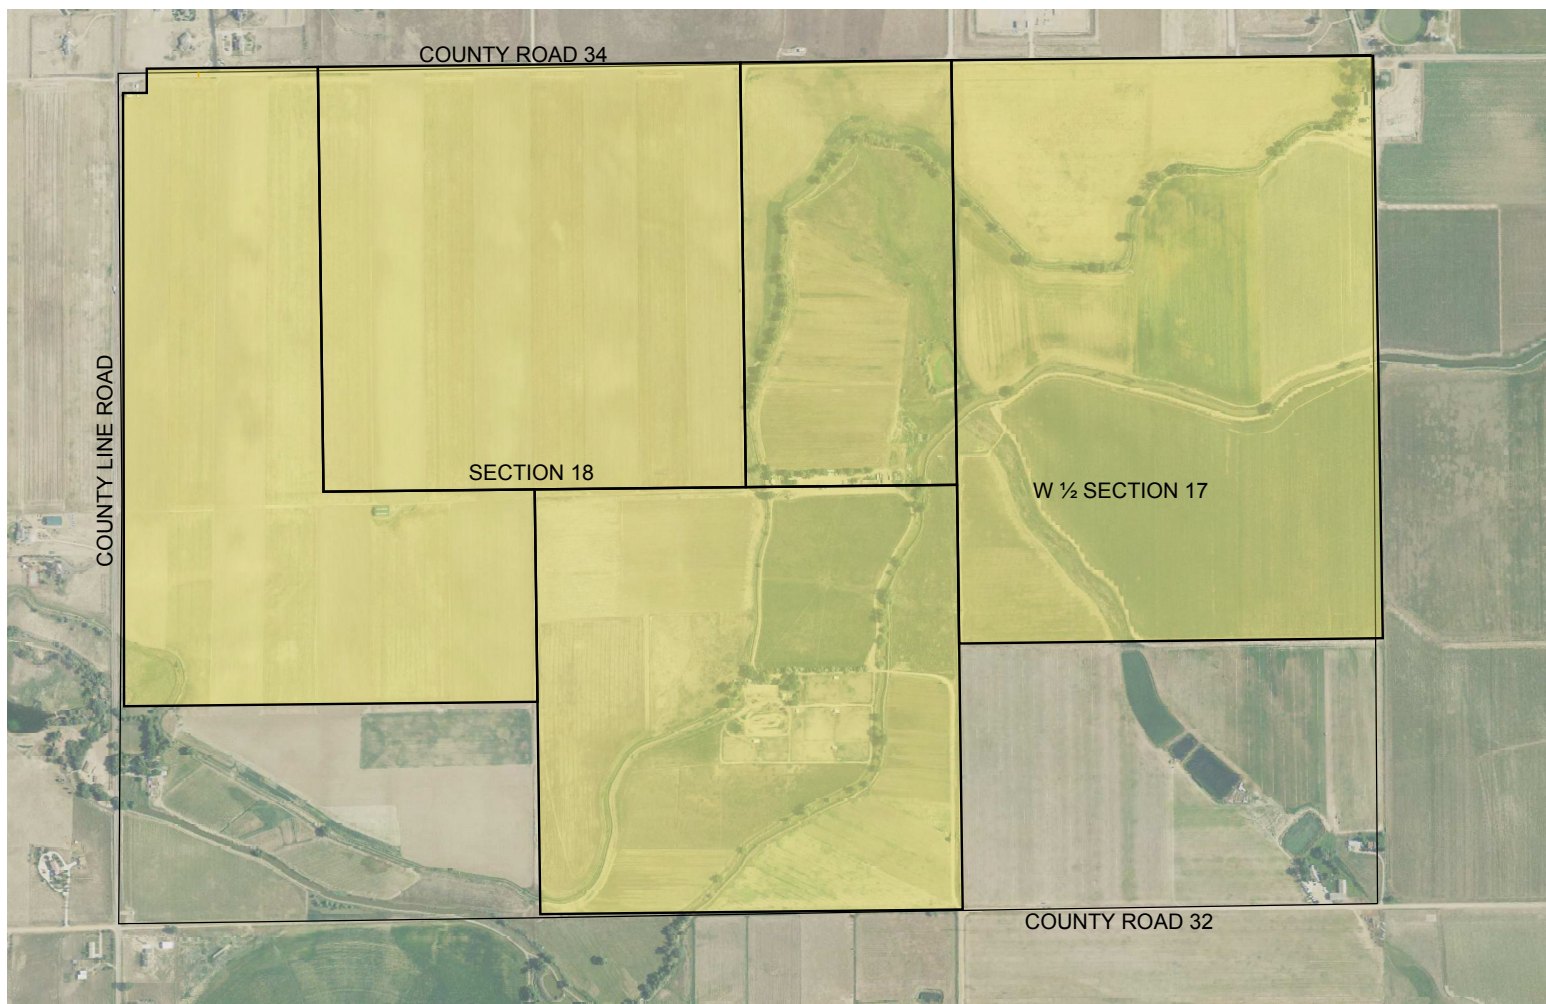 COUNTY ROAD 34
COUNTY LINE ROAD
SECTION 18
W ½ SECTION 17
COUNTY ROAD 32